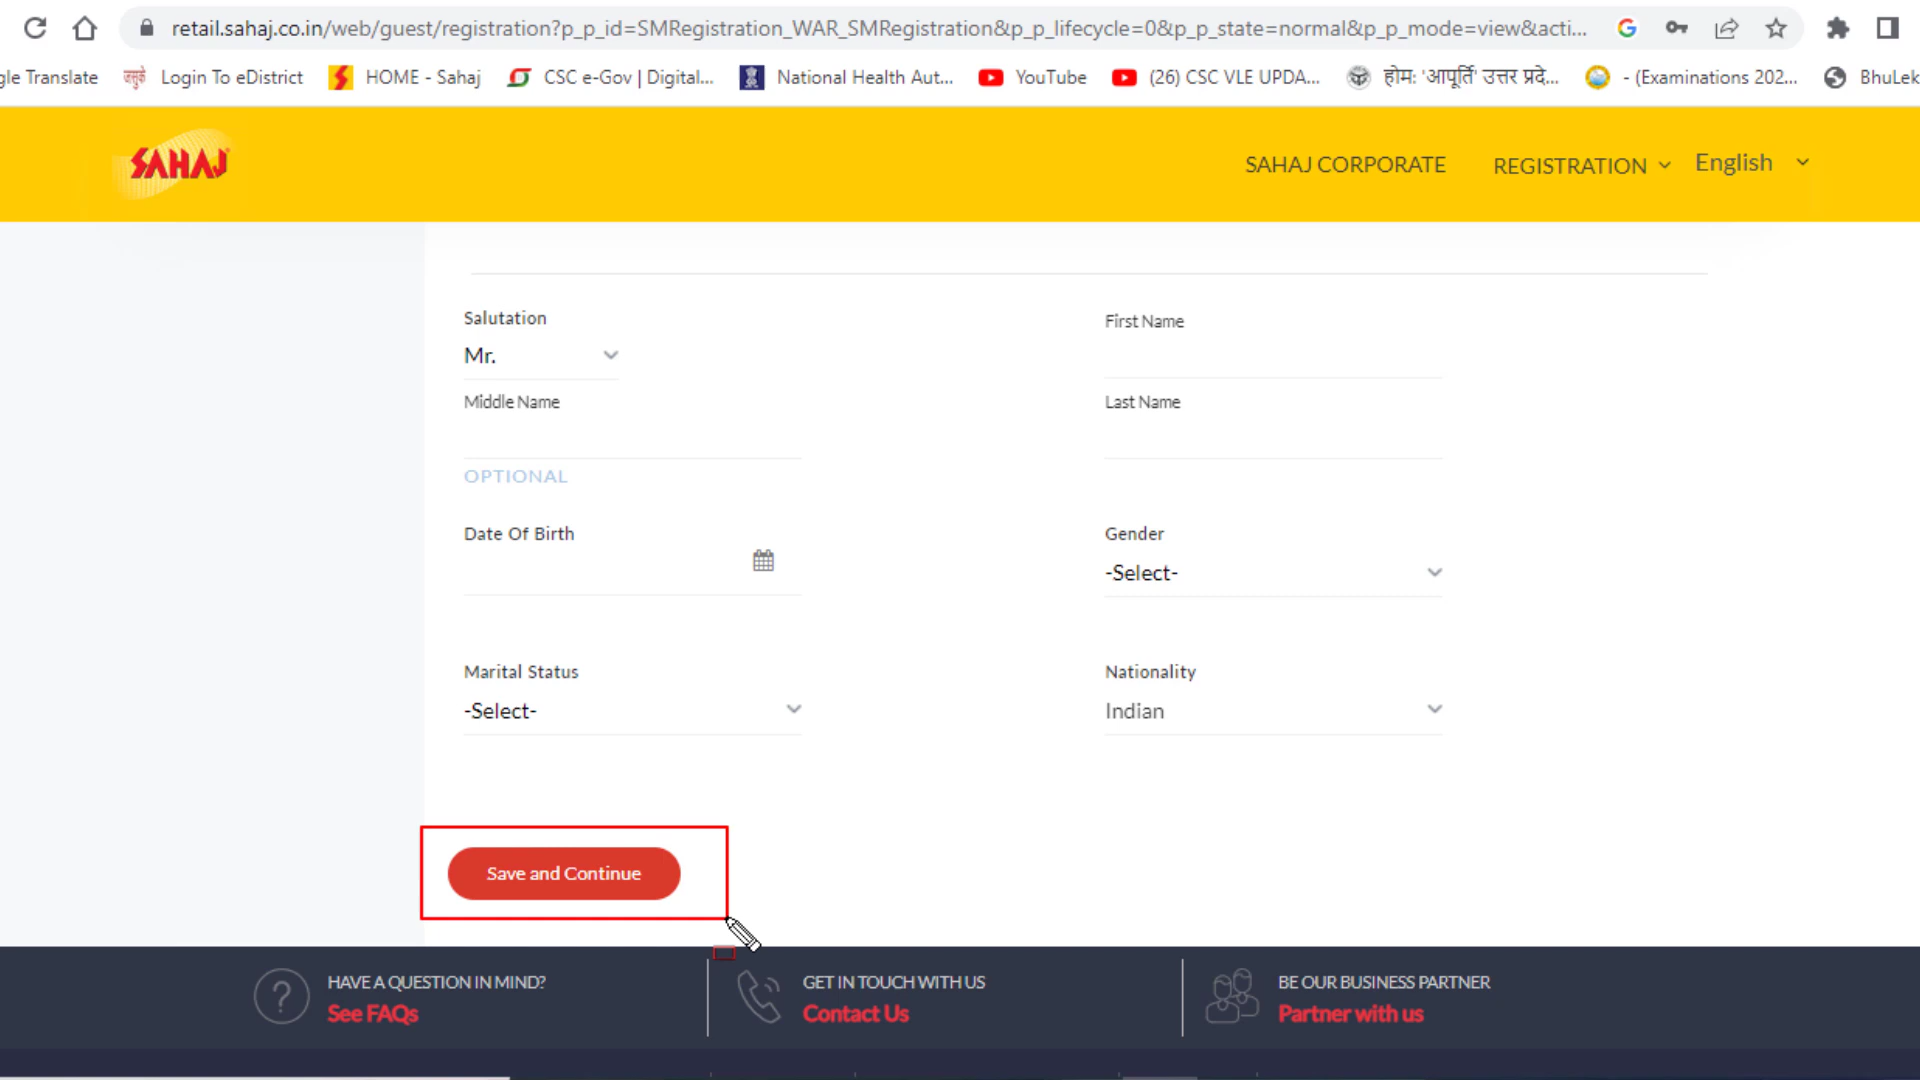 retail.sahaj.co.in/web/guest/registration?p_p_id=SMRegistration_WAR_SMRegistration&p_p_lifecycle=0&p_p_state=normal&p_p_mode=view&acti...
gle Translate Login To eDistrict HOME - Sahaj CSC e-Gov | Digital... National Health Aut... YouTube (26) CSC VLE UPDA... होम: 'आपूर्ति' उत्तर प्रदे... - (Examinations 202... BhuLek
SAHAJ
SAHAJ CORPORATE REGISTRATION English
Salutation First Name
Mr.
Middle Name Last Name
OPTIONAL
Date Of Birth Gender
-Select-
Marital Status Nationality
-Select- Indian
Save and Continue
HAVE A QUESTION IN MIND? GET IN TOUCH WITH US BE OUR BUSINESS PARTNER
See FAQs Contact Us Partner with us